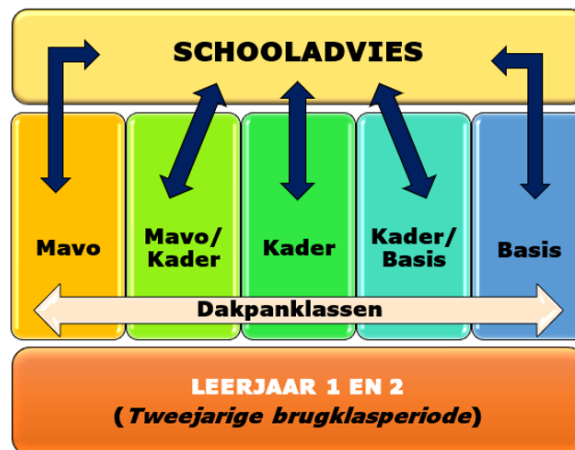 SCHOOLADVIES
Mavo
Mavo/
Kader
Kader
Kader/
Basis
Basis
Dakpanklassen
LEERJAAR 1 EN 2
(Tweejarige brugklasperiode)